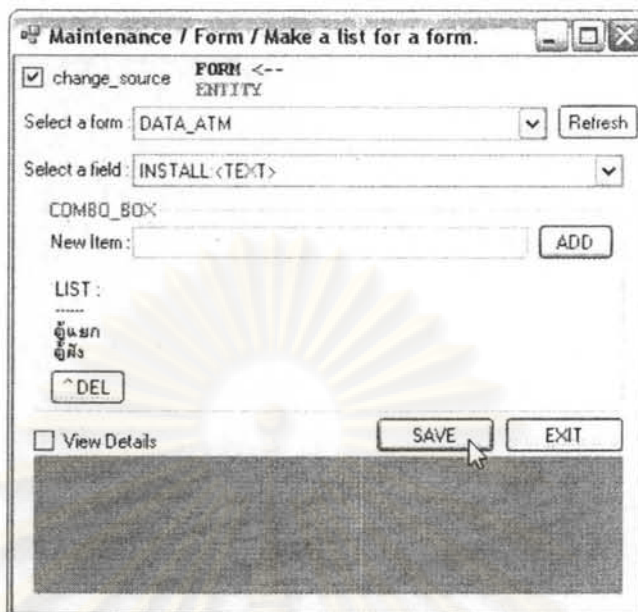 Maintenance / Form / Make a list for a form.
change_source
FORM <--
ENTITY
Select a form : DATA_ATM Refresh
Select a field : INSTALL:<TEXT>
COMBO_BOX
New Item : ADD
LIST :
------
ตู้แยก
ตู้ฝัง
^DEL
View Details SAVE EXIT